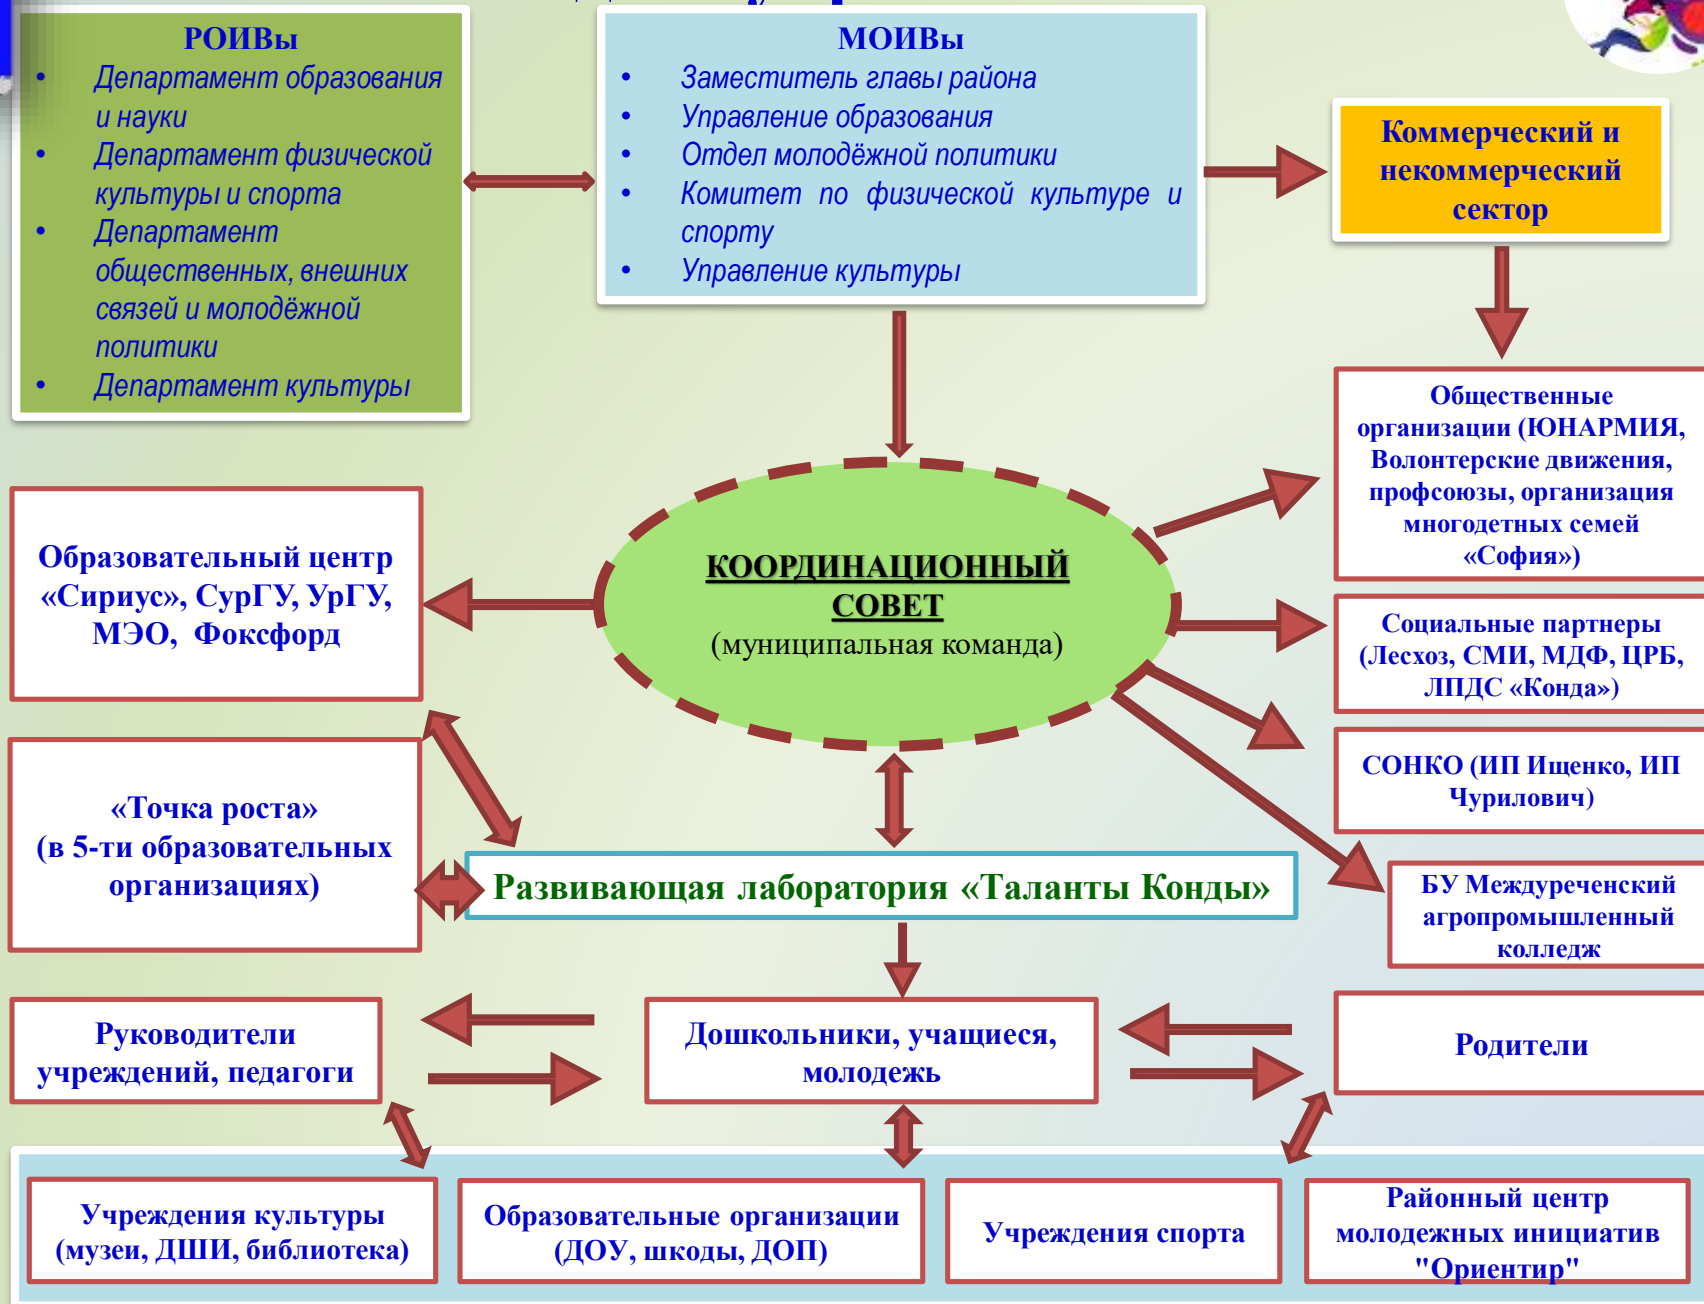 РОИВы
• Департамент образования
и науки
• Департамент физической
культуры и спорта
• Департамент
общественных, внешних
связей и молодёжной
политики
• Департамент культуры
МОИВы
• Заместитель главы района
• Управление образования
• Отдел молодёжной политики
• Комитет по физической культуре и
спорту
• Управление культуры
Коммерческий и
некоммерческий
сектор
Общественные
организации (ЮНАРМИЯ,
Волонтерские движения,
профсоюзы, организация
многодетных семей
«София»)
КООРДИНАЦИОННЫЙ
СОВЕТ
(муниципальная команда)
Образовательный центр
«Сириус», СурГУ, УрГУ,
МЭО, Фоксфорд
Социальные партнеры
(Лесхоз, СМИ, МДФ, ЦРБ,
ЛПДС «Конда»)
СОНКО (ИП Ищенко, ИП
Чурилович)
«Точка роста»
(в 5-ти образовательных
организациях)
Развивающая лаборатория «Таланты Конды»
БУ Междуреченский
агропромышленный
колледж
Руководители
учреждений, педагоги
Дошкольники, учащиеся,
молодежь
Родители
Учреждения культуры
(музеи, ДШИ, библиотека)
Образовательные организации
(ДОУ, шкоды, ДОП)
Учреждения спорта
Районный центр
молодежных инициатив
"Ориентир"